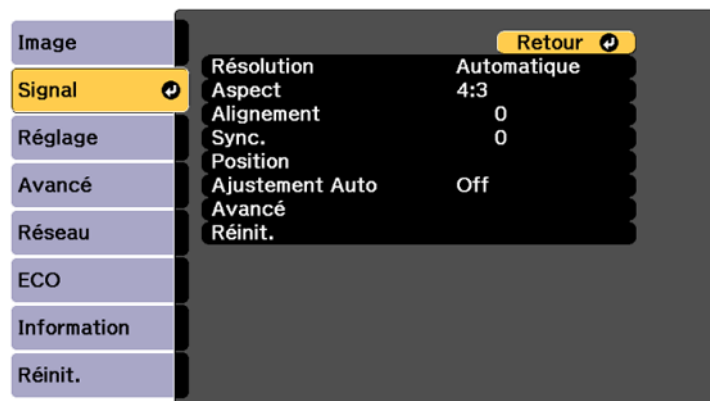 Image
Signal
Réglage
Avancé
Réseau
ECO
Information
Réinit.
Retour
Résolution Automatique
Aspect 4:3
Alignement 0
Sync. 0
Position
Ajustement Auto Off
Avancé
Réinit.